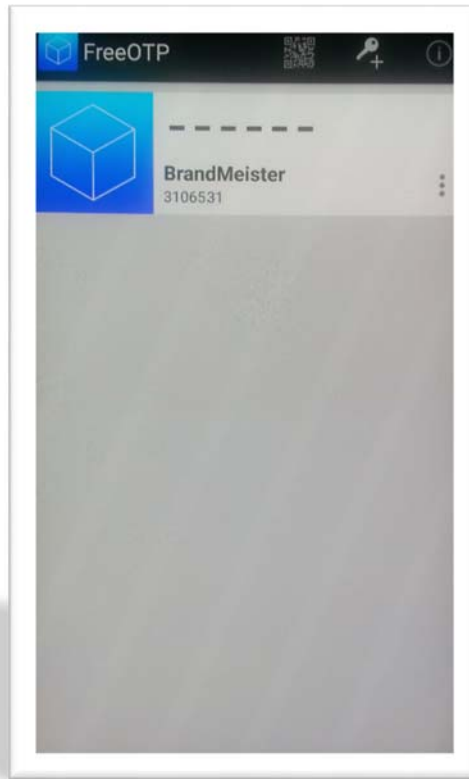 FreeOTP
– – – – – –
BrandMeister
3106531